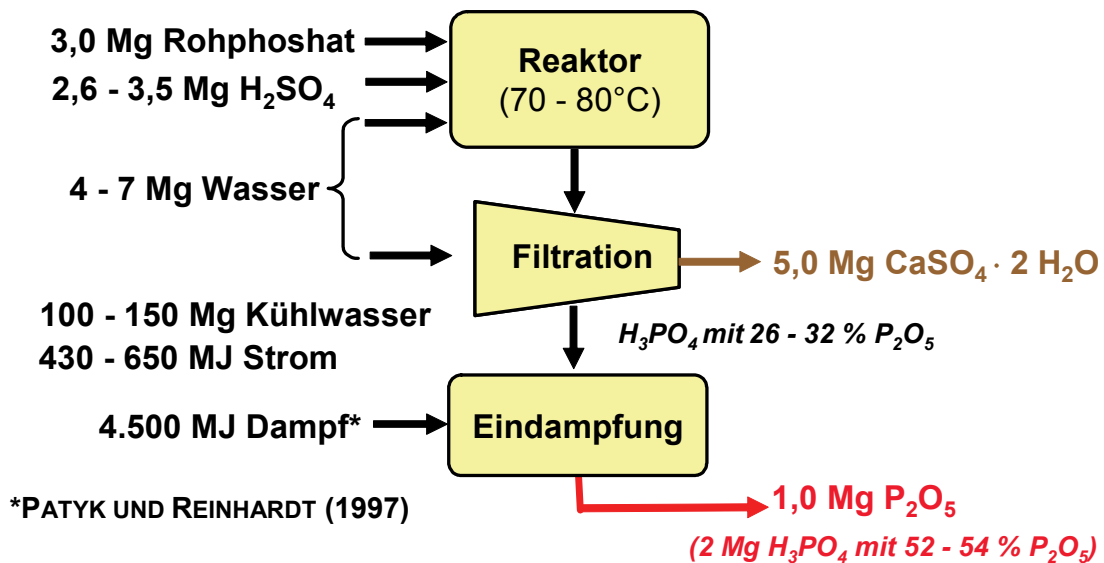 3,0 Mg Rohphoshat
2,6 - 3,5 Mg H₂SO₄
Reaktor
(70 - 80°C)
4 - 7 Mg Wasser
Filtration
5,0 Mg CaSO₄ · 2 H₂O
100 - 150 Mg Kühlwasser
430 - 650 MJ Strom
H₃PO₄ mit 26 - 32 % P₂O₅
4.500 MJ Dampf*
Eindampfung
*PATYK UND REINHARDT (1997)
1,0 Mg P₂O₅
(2 Mg H₃PO₄ mit 52 - 54 % P₂O₅)